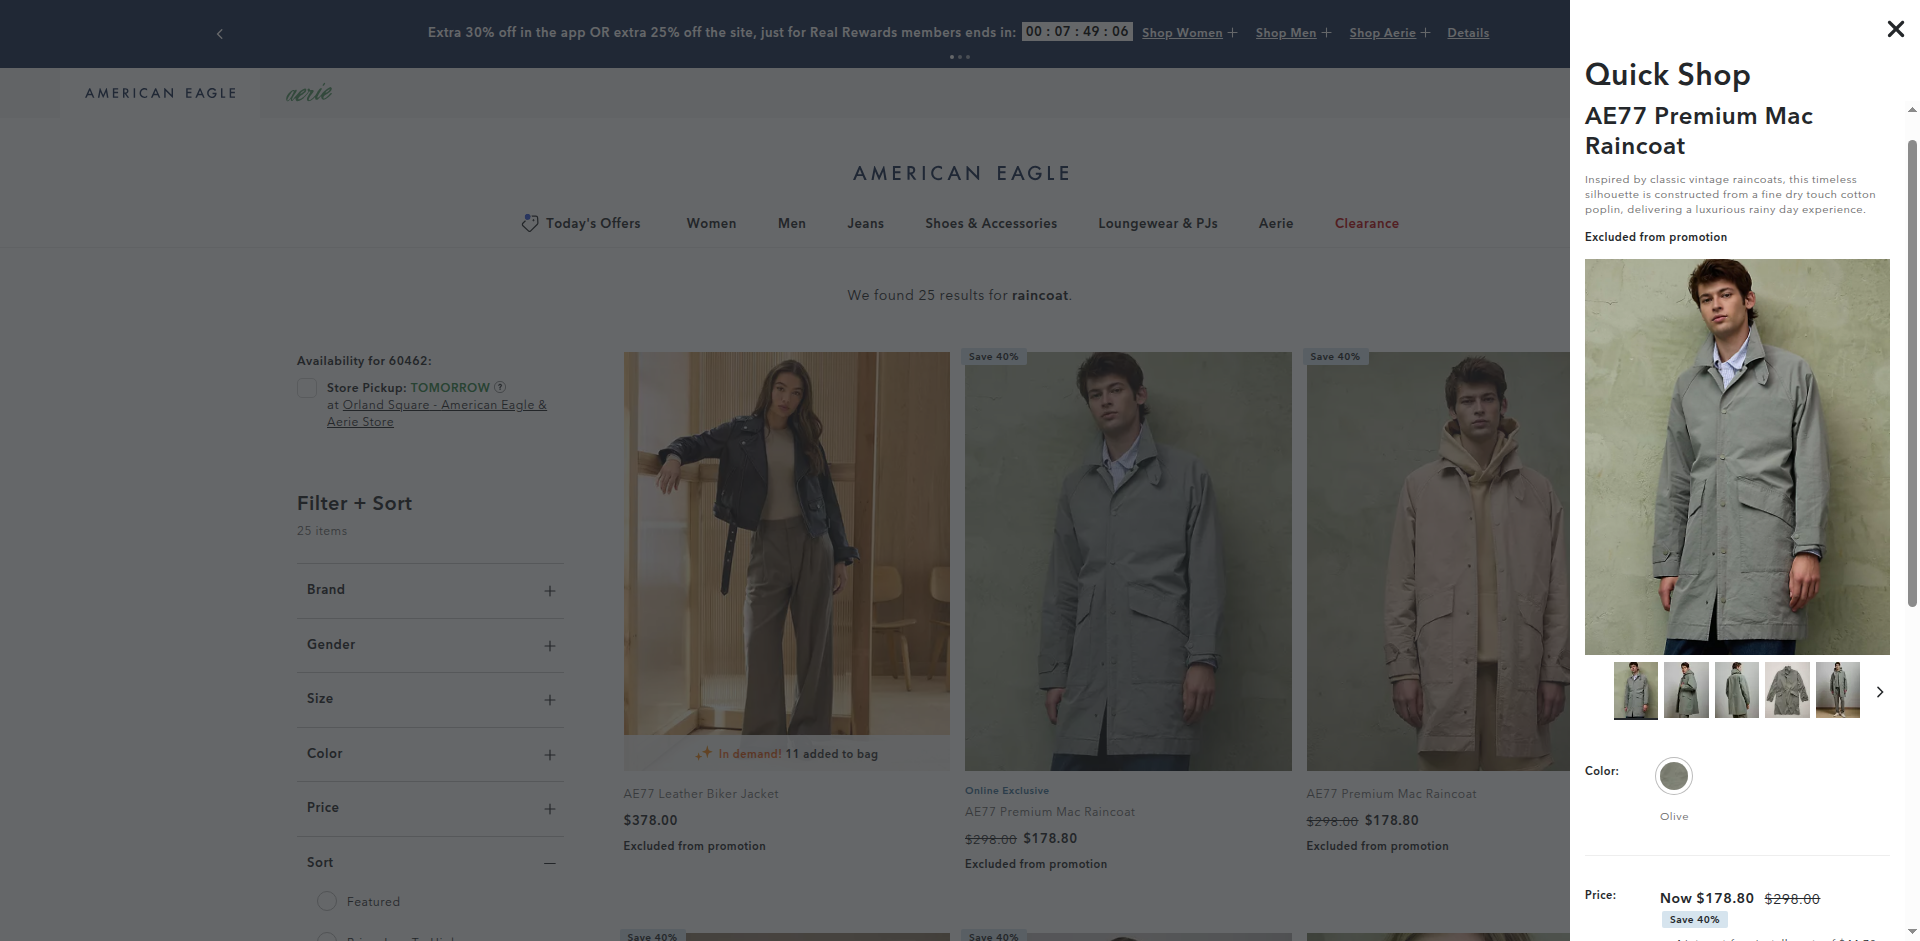 Extra 30% off in the app OR extra 25% off the site, just for Real Rewards members ends in: 00 : 07 : 49 : 06 Shop Women + Shop Men + Shop Aerie + Details
AMERICAN EAGLE
aerie
AMERICAN EAGLE
Today's Offers
Women
Men
Jeans
Shoes & Accessories
Loungewear & PJs
Aerie
Clearance
We found 25 results for raincoat.
Availability for 60462:
Store Pickup: TOMORROW ?
at Orland Square - American Eagle &
Aerie Store
Filter + Sort
25 items
Brand
Gender
Size
Color
Price
Sort
Featured
In demand! 11 added to bag
AE77 Leather Biker Jacket
$378.00
Excluded from promotion
Save 40%
Online Exclusive
AE77 Premium Mac Raincoat
$298.00 $178.80
Excluded from promotion
Save 40%
AE77 Premium Mac Raincoat
$298.00 $178.80
Excluded from promotion
Save 40%
Save 40%
Quick Shop
AE77 Premium Mac
Raincoat
Inspired by classic vintage raincoats, this timeless
silhouette is constructed from a fine dry touch cotton
poplin, delivering a luxurious rainy day experience.
Excluded from promotion
Color:
Olive
Price:
Now $178.80 $298.00
Save 40%